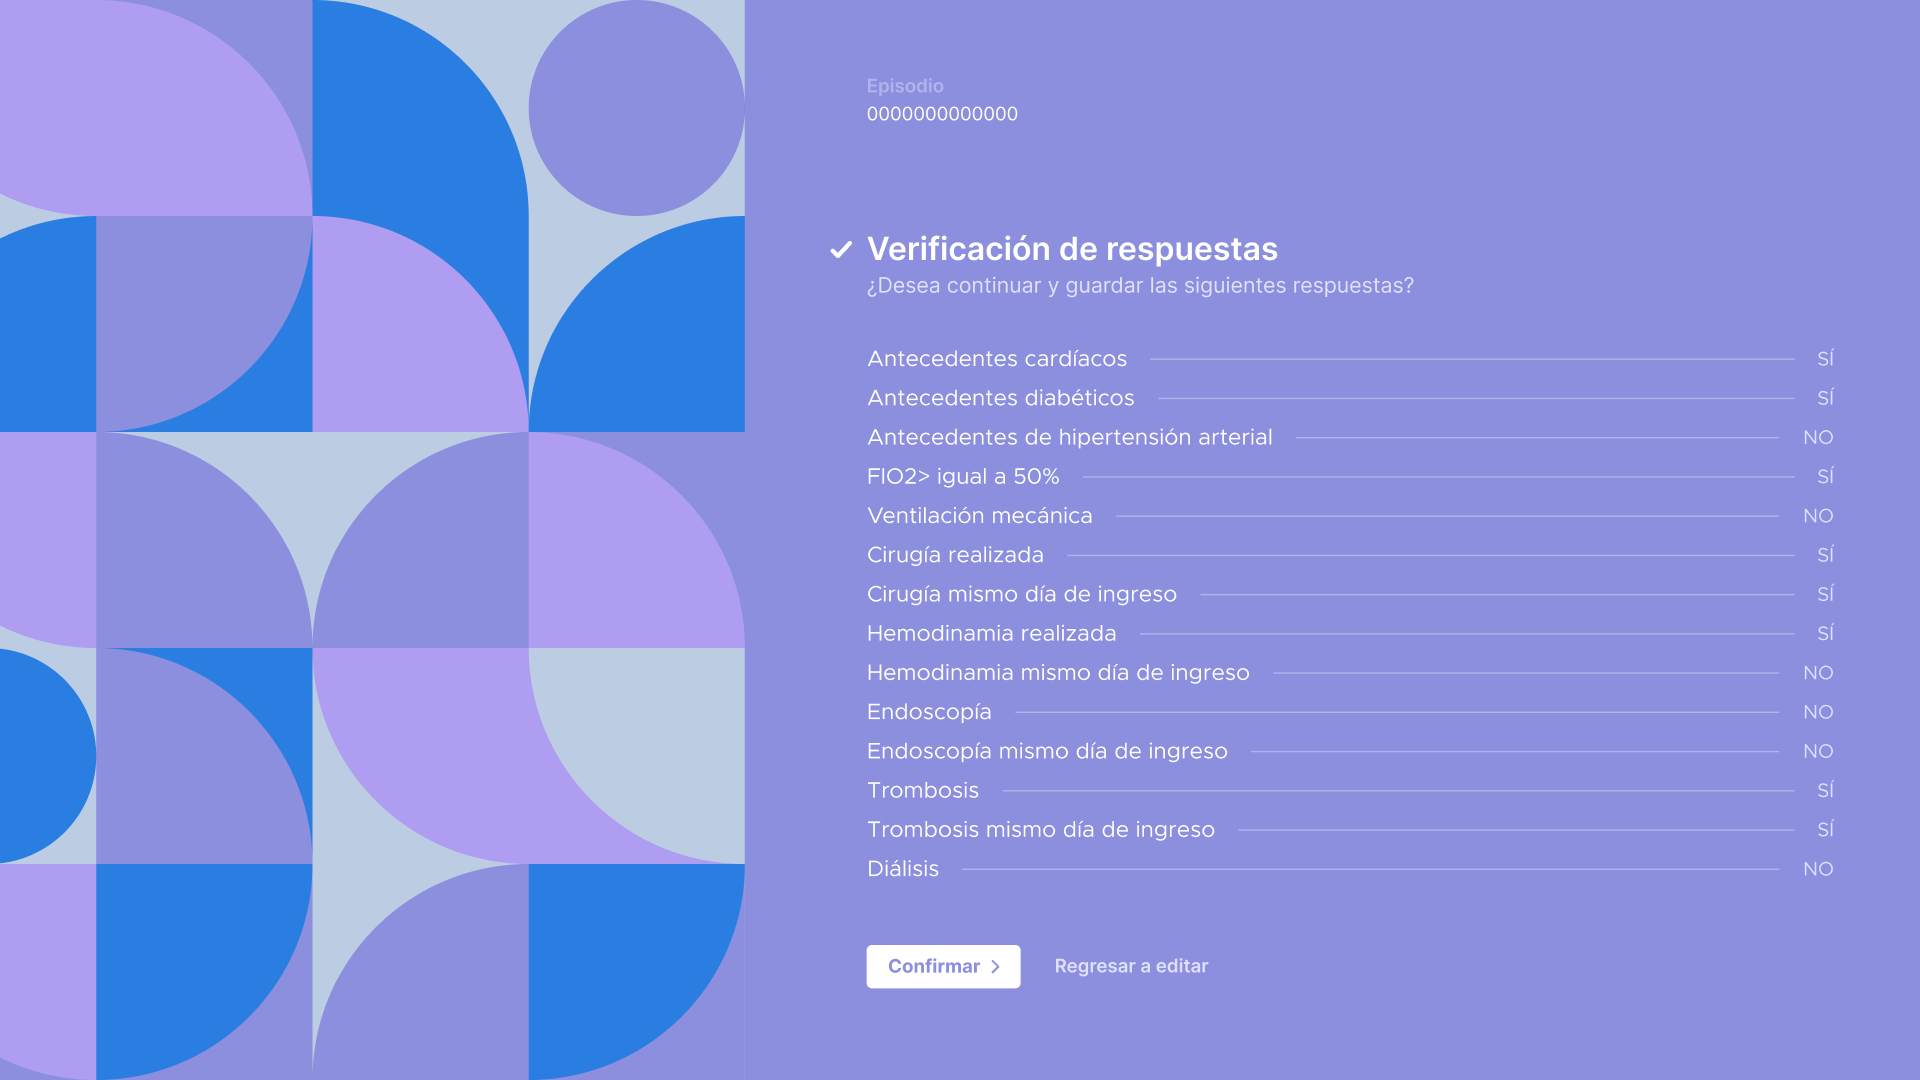 Episodio
0000000000000
Verificación de respuestas
¿Desea continuar y guardar las siguientes respuestas?
Antecedentes cardíacos SÍ
Antecedentes diabéticos SÍ
Antecedentes de hipertensión arterial NO
FIO2> igual a 50% SÍ
Ventilación mecánica NO
Cirugía realizada SÍ
Cirugía mismo día de ingreso SÍ
Hemodinamia realizada SÍ
Hemodinamia mismo día de ingreso NO
Endoscopía NO
Endoscopía mismo día de ingreso NO
Trombosis SÍ
Trombosis mismo día de ingreso SÍ
Diálisis NO
Confirmar
Regresar a editar